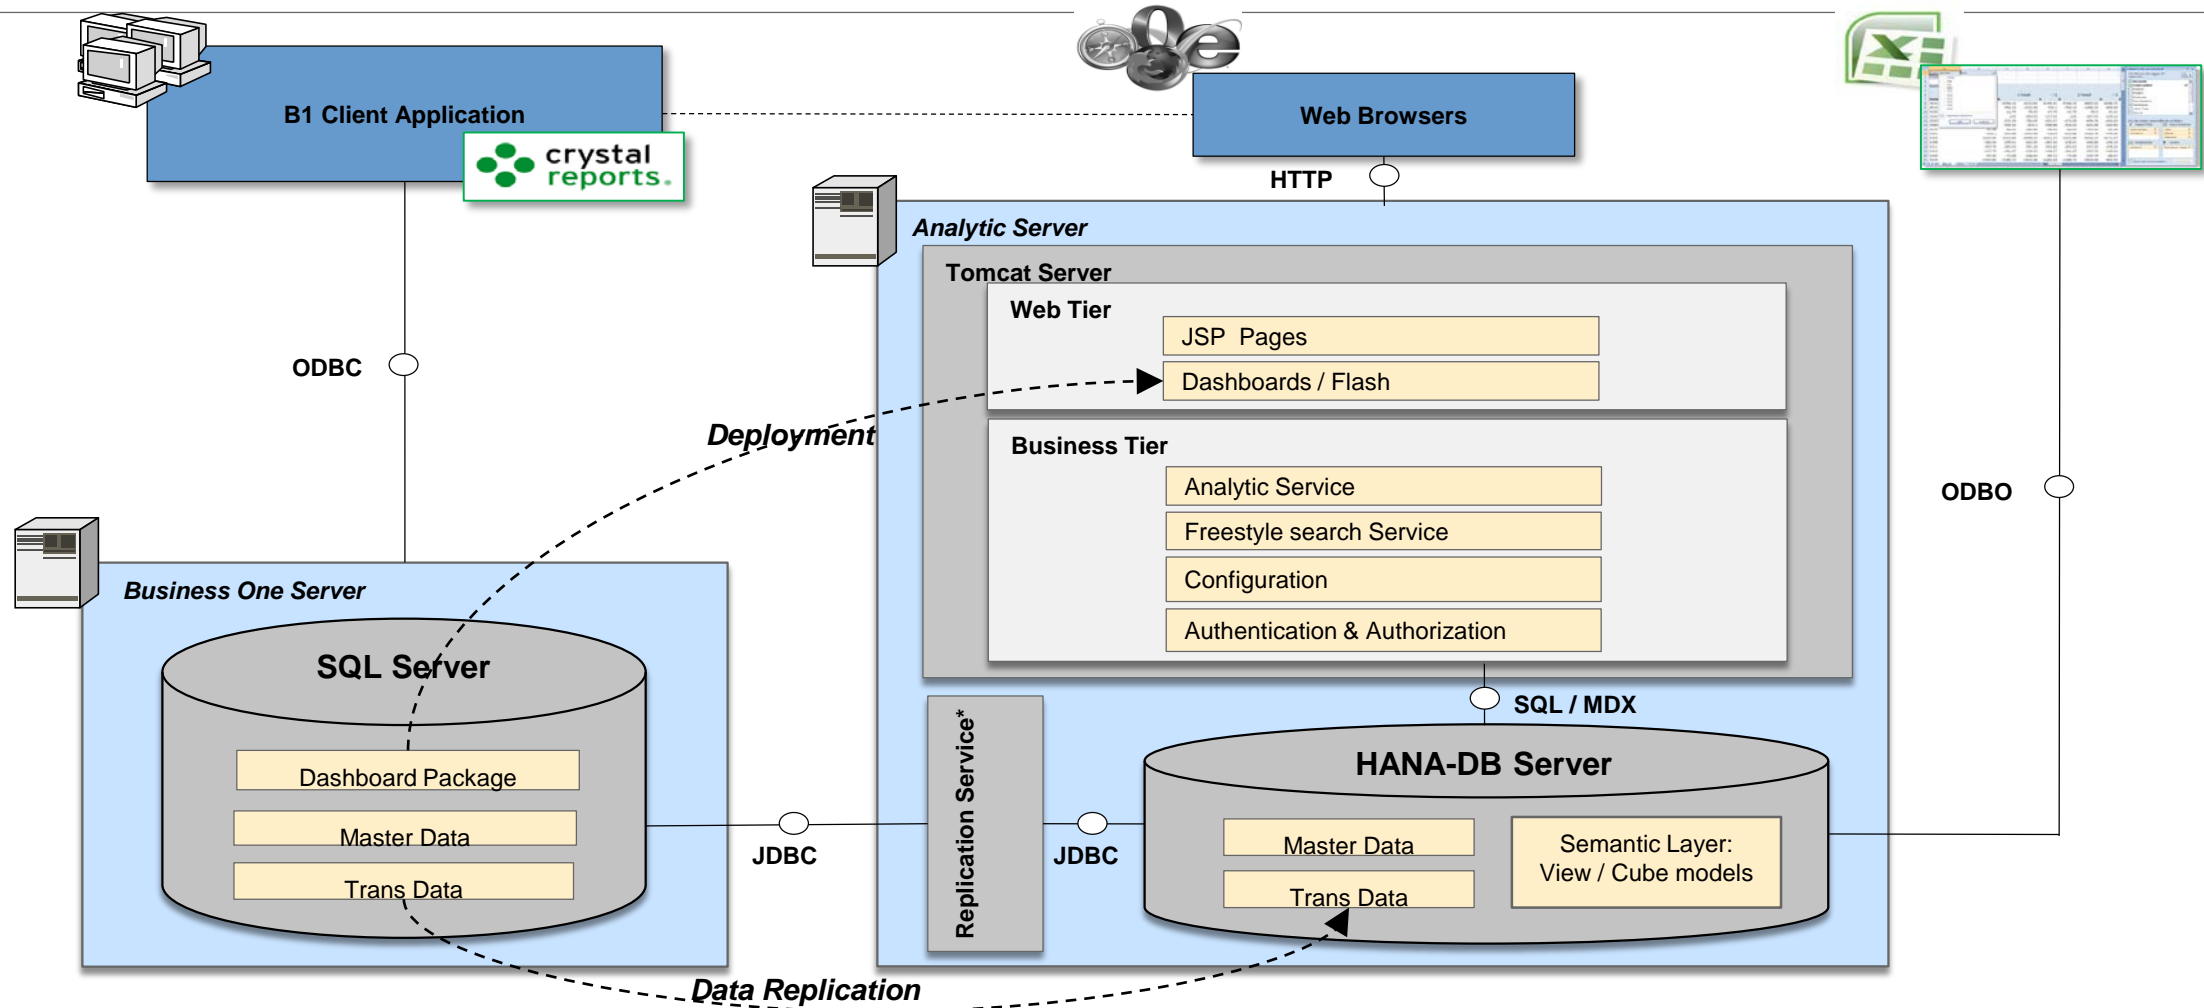 B1 Client Application
crystal
reports.
Web Browsers
HTTP
Analytic Server
Tomcat Server
Web Tier
JSP Pages
Dashboards / Flash
ODBC
Deployment
Business Tier
Analytic Service
Freestyle search Service
Configuration
Authentication & Authorization
ODBO
Business One Server
SQL Server
Dashboard Package
Master Data
Trans Data
JDBC
Replication Service*
JDBC
SQL / MDX
HANA-DB Server
Master Data
Trans Data
Semantic Layer:
View / Cube models
Data Replication